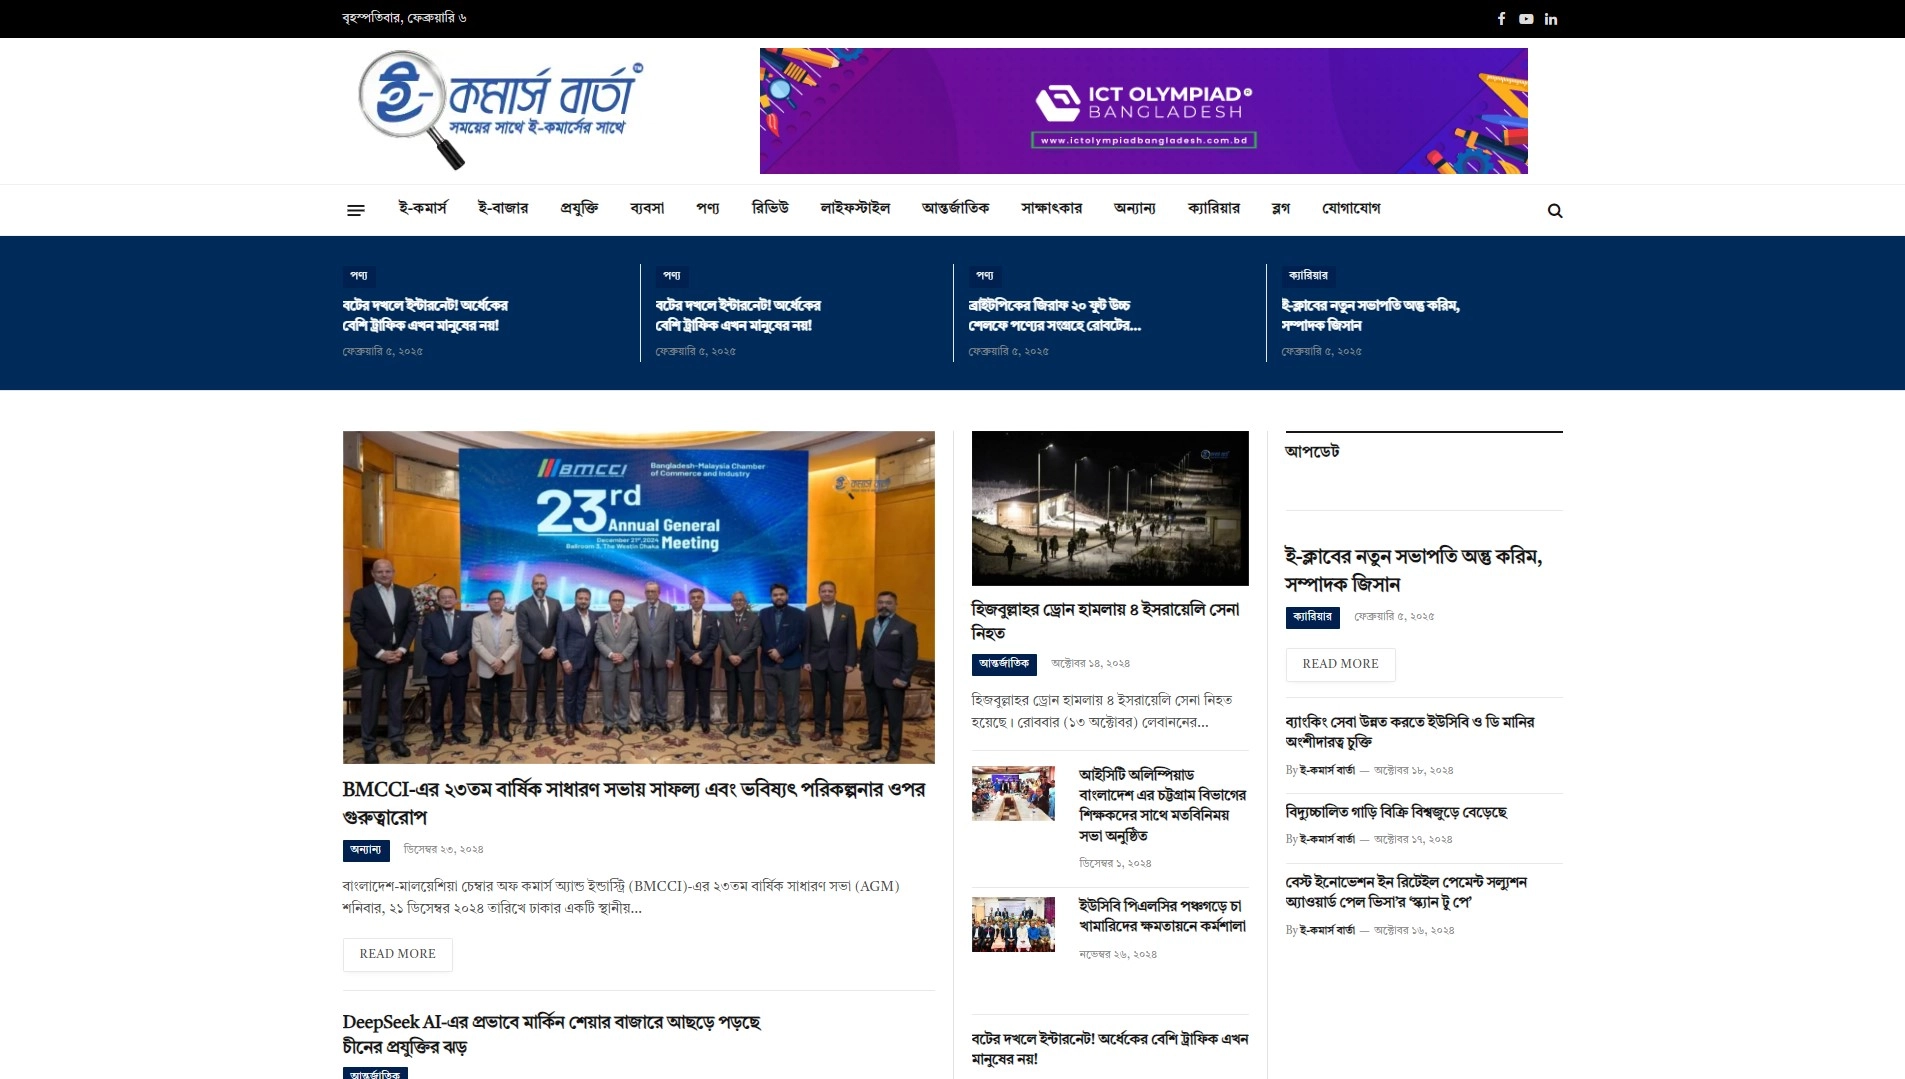 বৃহস্পতিবার, ফেব্রুয়ারি ৬
ই-কমার্স বার্তা
TM
সময়ের সাথে ই-কমার্সের সাথে
ICT OLYMPIAD
BANGLADESH
www.ictolympiadbangladesh.com.bd
ই-কমার্স ই-বাজার প্রযুক্তি ব্যবসা পণ্য রিভিউ লাইফস্টাইল আন্তর্জাতিক সাক্ষাৎকার অন্যান্য ক্যারিয়ার ব্লগ যোগাযোগ
পণ্য
বটের দখলে ইন্টারনেট! অর্ধেকের
বেশি ট্রাফিক এখন মানুষের নয়!
ফেব্রুয়ারি ৫, ২০২৫
পণ্য
বটের দখলে ইন্টারনেট! অর্ধেকের
বেশি ট্রাফিক এখন মানুষের নয়!
ফেব্রুয়ারি ৫, ২০২৫
পণ্য
ব্রাইটপিকের জিরাফ ২০ ফুট উচ্চ
শেলফে পণ্যের সংগ্রহে রোবটের...
ফেব্রুয়ারি ৫, ২০২৫
ক্যারিয়ার
ই-ক্লাবের নতুন সভাপতি অন্তু করিম,
সম্পাদক জিসান
ফেব্রুয়ারি ৫, ২০২৫
BMCCI
Bangladesh-Malaysia Chamber
of Commerce and Industry
23rd
Annual General
Meeting
December 21st, 2024
Ballroom 3, The Westin Dhaka
BMCCI-এর ২৩তম বার্ষিক সাধারণ সভায় সাফল্য এবং ভবিষ্যৎ পরিকল্পনার ওপর
গুরুত্বারোপ
অন্যান্য ডিসেম্বর ২৩, ২০২৪
বাংলাদেশ-মালয়েশিয়া চেম্বার অফ কমার্স অ্যান্ড ইন্ডাস্ট্রি (BMCCI)-এর ২৩তম বার্ষিক সাধারণ সভা (AGM)
শনিবার, ২১ ডিসেম্বর ২০২৪ তারিখে ঢাকার একটি স্থানীয়...
READ MORE
DeepSeek AI-এর প্রভাবে মার্কিন শেয়ার বাজারে আছড়ে পড়ছে
চীনের প্রযুক্তির ঝড়
আন্তর্জাতিক
হিজবুল্লাহর ড্রোন হামলায় ৪ ইসরায়েলি সেনা
নিহত
আন্তর্জাতিক অক্টোবর ১৪, ২০২৪
হিজবুল্লাহর ড্রোন হামলায় ৪ ইসরায়েলি সেনা নিহত
হয়েছে। রোববার (১৩ অক্টোবর) লেবাননের...
আইসিটি অলিম্পিয়াড
বাংলাদেশ এর চট্টগ্রাম বিভাগের
শিক্ষকদের সাথে মতবিনিময়
সভা অনুষ্ঠিত
ডিসেম্বর ১, ২০২৪
ইউসিবি পিএলসির পঞ্চগড়ে চা
খামারিদের ক্ষমতায়নে কর্মশালা
নভেম্বর ২৬, ২০২৪
বটের দখলে ইন্টারনেট! অর্ধেকের বেশি ট্রাফিক এখন
মানুষের নয়!
আপডেট
ই-ক্লাবের নতুন সভাপতি অন্তু করিম,
সম্পাদক জিসান
ক্যারিয়ার ফেব্রুয়ারি ৫, ২০২৫
READ MORE
ব্যাংকিং সেবা উন্নত করতে ইউসিবি ও ডি মানির
অংশীদারত্ব চুক্তি
By ই-কমার্স বার্তা — অক্টোবর ১৮, ২০২৪
বিদ্যুচ্চালিত গাড়ি বিক্রি বিশ্বজুড়ে বেড়েছে
By ই-কমার্স বার্তা — অক্টোবর ১৭, ২০২৪
বেস্ট ইনোভেশন ইন রিটেইল পেমেন্ট সল্যুশন
অ্যাওয়ার্ড পেল ভিসা’র ‘স্ক্যান টু পে’
By ই-কমার্স বার্তা — অক্টোবর ১৬, ২০২৪